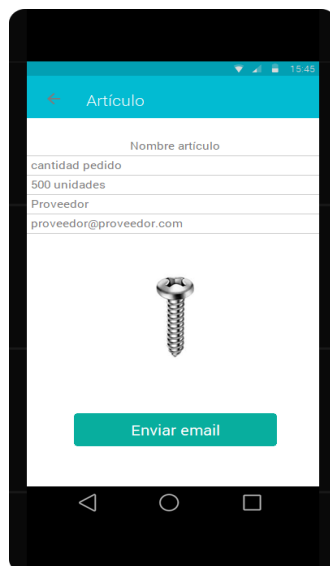 15:45
Artículo
Nombre artículo
cantidad pedido
500 unidades
Proveedor
proveedor@proveedor.com
Enviar email